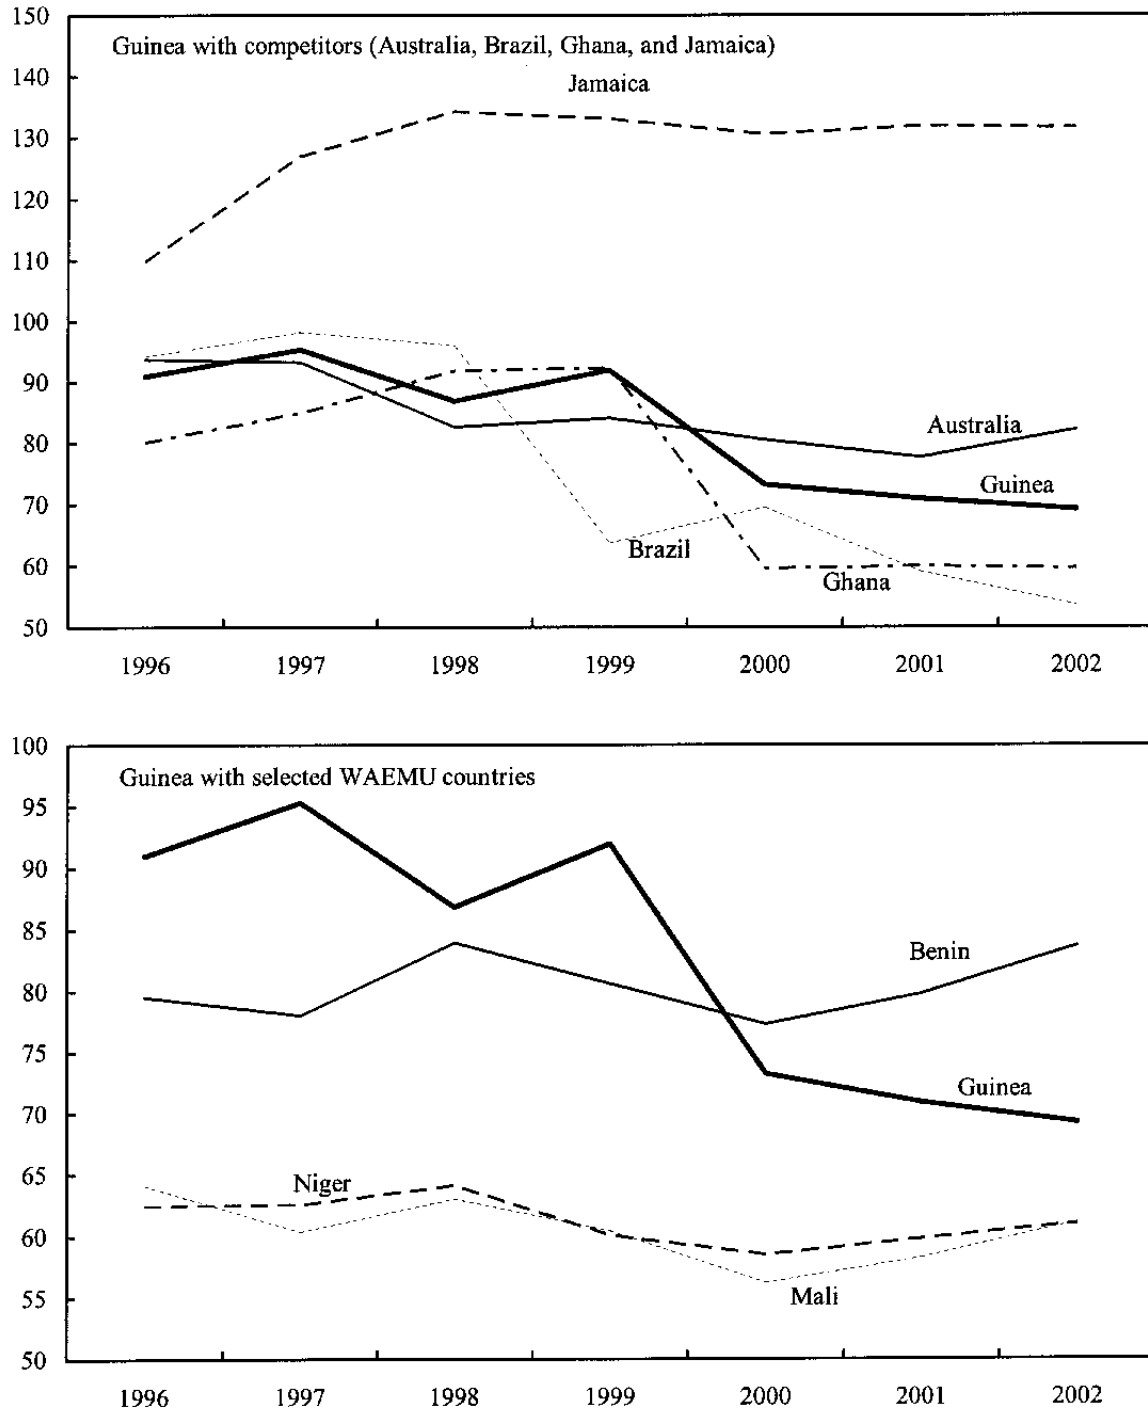 150
Guinea with competitors (Australia, Brazil, Ghana, and Jamaica)
140
Jamaica
130
120
110
100
90
Australia
80
Guinea
70
Brazil
60
Ghana
50
1996 1997 1998 1999 2000 2001 2002
100
Guinea with selected WAEMU countries
95
90
85
Benin
80
75
Guinea
70
65
Niger
60
55
Mali
50
1996 1997 1998 1999 2000 2001 2002